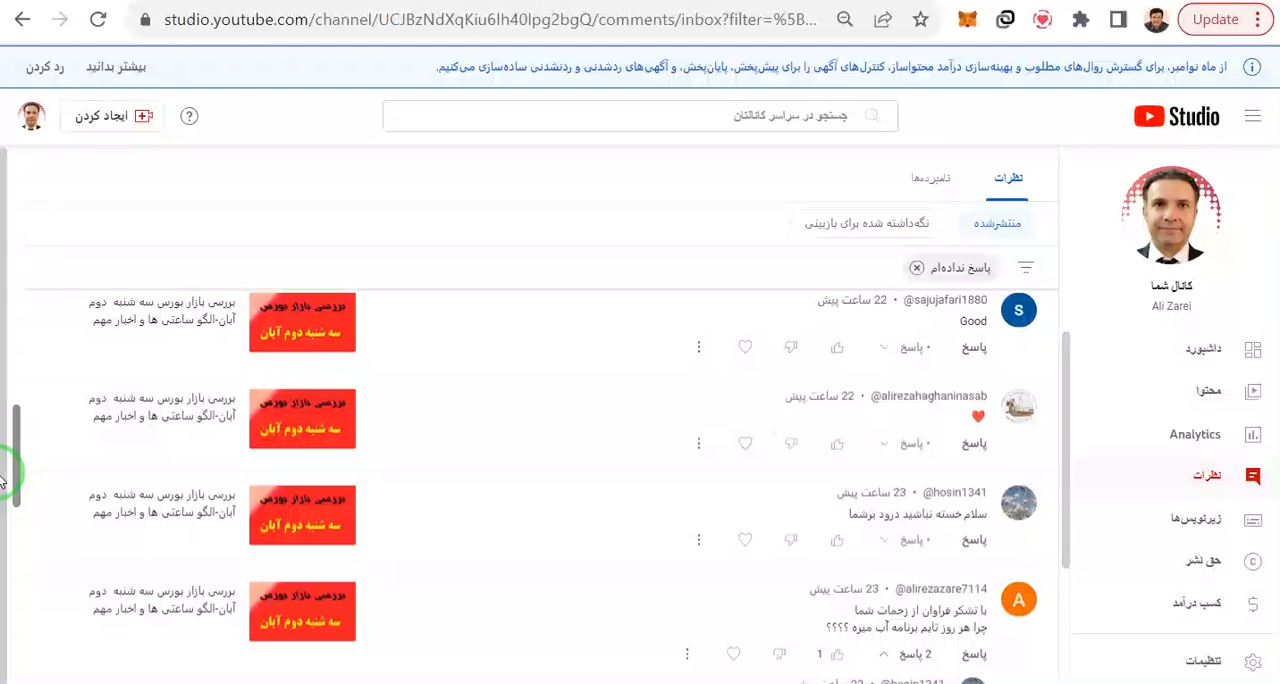 studio.youtube.com/channel/UCJBzNdXqKiu6Ih40lpg2bgQ/comments/inbox?filter=%5B...
Update
از ماه نوامبر، برای گسترش روال‌های مطلوب و بهینه‌سازی درآمد محتواساز، کنترل‌های آگهی را برای پیش‌پخش، پایان‌پخش، و آگهی‌های ردشدنی و ردنشدنی ساده‌سازی می‌کنیم.
بیشتر بدانید
رد کردن
Studio
جستجو در سراسر کانالتان
ایجاد کردن
نظرات
نامبرده‌ها
منتشرشده
نگه‌داشته شده برای بازبینی
پاسخ نداده‌ام
@sajujafari1880 • 22 ساعت پیش
Good
پاسخ
• پاسخ
بررسی بازار بورس
سه شنبه دوم آبان
بررسی بازار بورس سه شنبه دوم
آبان-الگو ساعتی ها و اخبار مهم
@alirezahaghaninasab • 22 ساعت پیش
❤️
پاسخ
• پاسخ
بررسی بازار بورس
سه شنبه دوم آبان
بررسی بازار بورس سه شنبه دوم
آبان-الگو ساعتی ها و اخبار مهم
@hosin1341 • 23 ساعت پیش
سلام خسته نباشید درود برشما
پاسخ
• پاسخ
بررسی بازار بورس
سه شنبه دوم آبان
بررسی بازار بورس سه شنبه دوم
آبان-الگو ساعتی ها و اخبار مهم
@alirezazare7114 • 23 ساعت پیش
با تشکر فراوان از زحمات شما
چرا هر روز تایم برنامه آب میره ؟؟؟؟
پاسخ
2 پاسخ
1
بررسی بازار بورس
سه شنبه دوم آبان
بررسی بازار بورس سه شنبه دوم
آبان-الگو ساعتی ها و اخبار مهم
S
A
کانال شما
Ali Zarei
داشبورد
محتوا
Analytics
نظرات
زیرنویس‌ها
حق نشر
کسب درآمد
تنظیمات